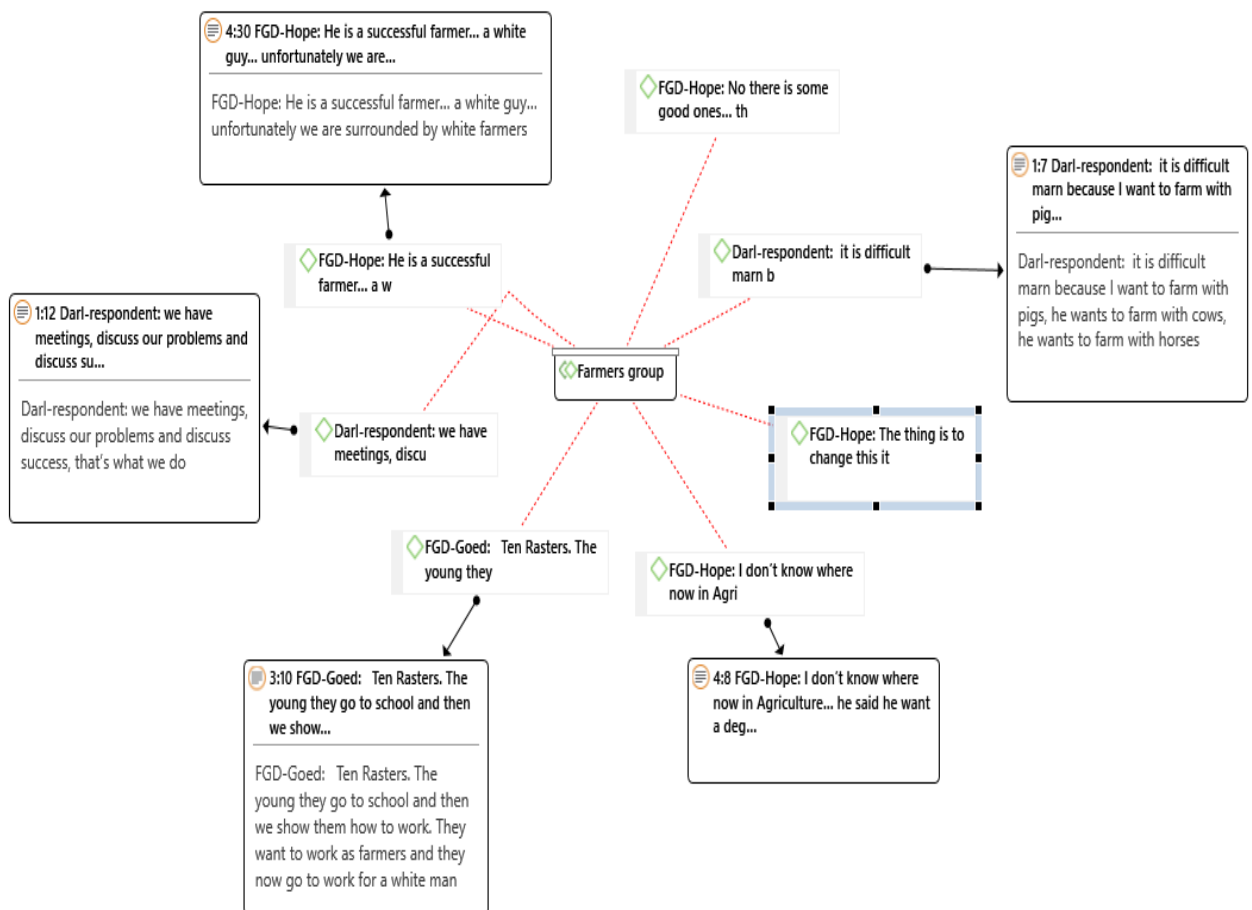 4:30 FGD-Hope: He is a successful farmer... a white
guy... unfortunately we are...
FGD-Hope: He is a successful farmer... a white guy...
unfortunately we are surrounded by white farmers
FGD-Hope: No there is some
good ones... th
1:7 Darl-respondent: it is difficult
marn because I want to farm with
pig...
Darl-respondent: it is difficult
marn because I want to farm with
pigs, he wants to farm with cows,
he wants to farm with horses
Darl-respondent: it is difficult
marn b
FGD-Hope: He is a successful
farmer... a w
1:12 Darl-respondent: we have
meetings, discuss our problems and
discuss su...
Darl-respondent: we have meetings,
discuss our problems and discuss
success, that's what we do
Farmers group
Darl-respondent: we have
meetings, discu
FGD-Hope: The thing is to
change this it
FGD-Goed: Ten Rasters. The
young they
FGD-Hope: I don't know where
now in Agri
3:10 FGD-Goed: Ten Rasters. The
young they go to school and then
we show...
FGD-Goed: Ten Rasters. The
young they go to school and then
we show them how to work. They
want to work as farmers and they
now go to work for a white man
4:8 FGD-Hope: I don't know where
now in Agriculture... he said he want
a deg...